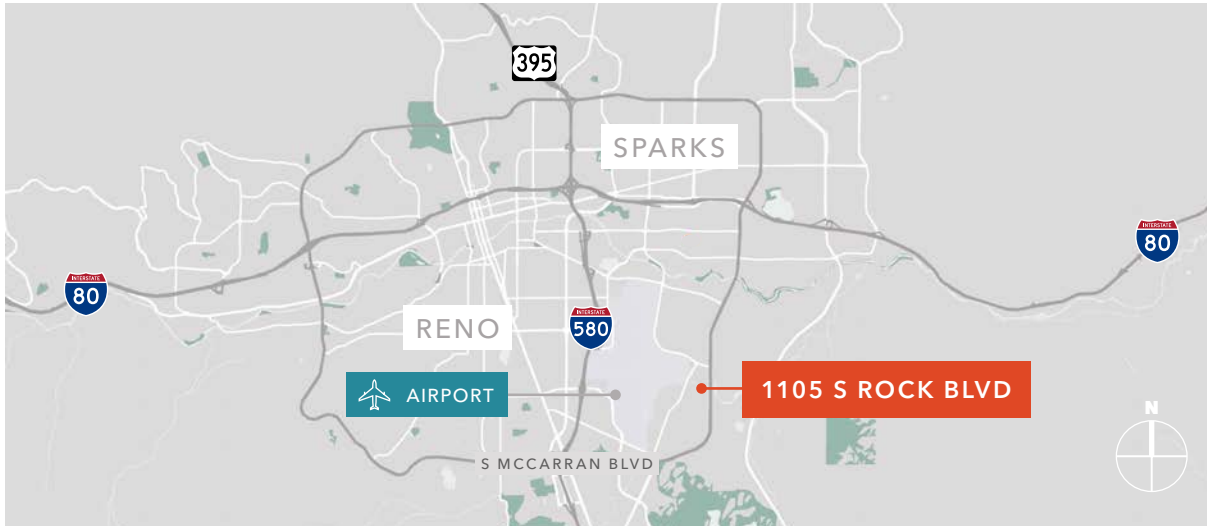 395
SPARKS
INTERSTATE
80
INTERSTATE
80
RENO
INTERSTATE
580
AIRPORT
1105 S ROCK BLVD
N
S MCCARRAN BLVD